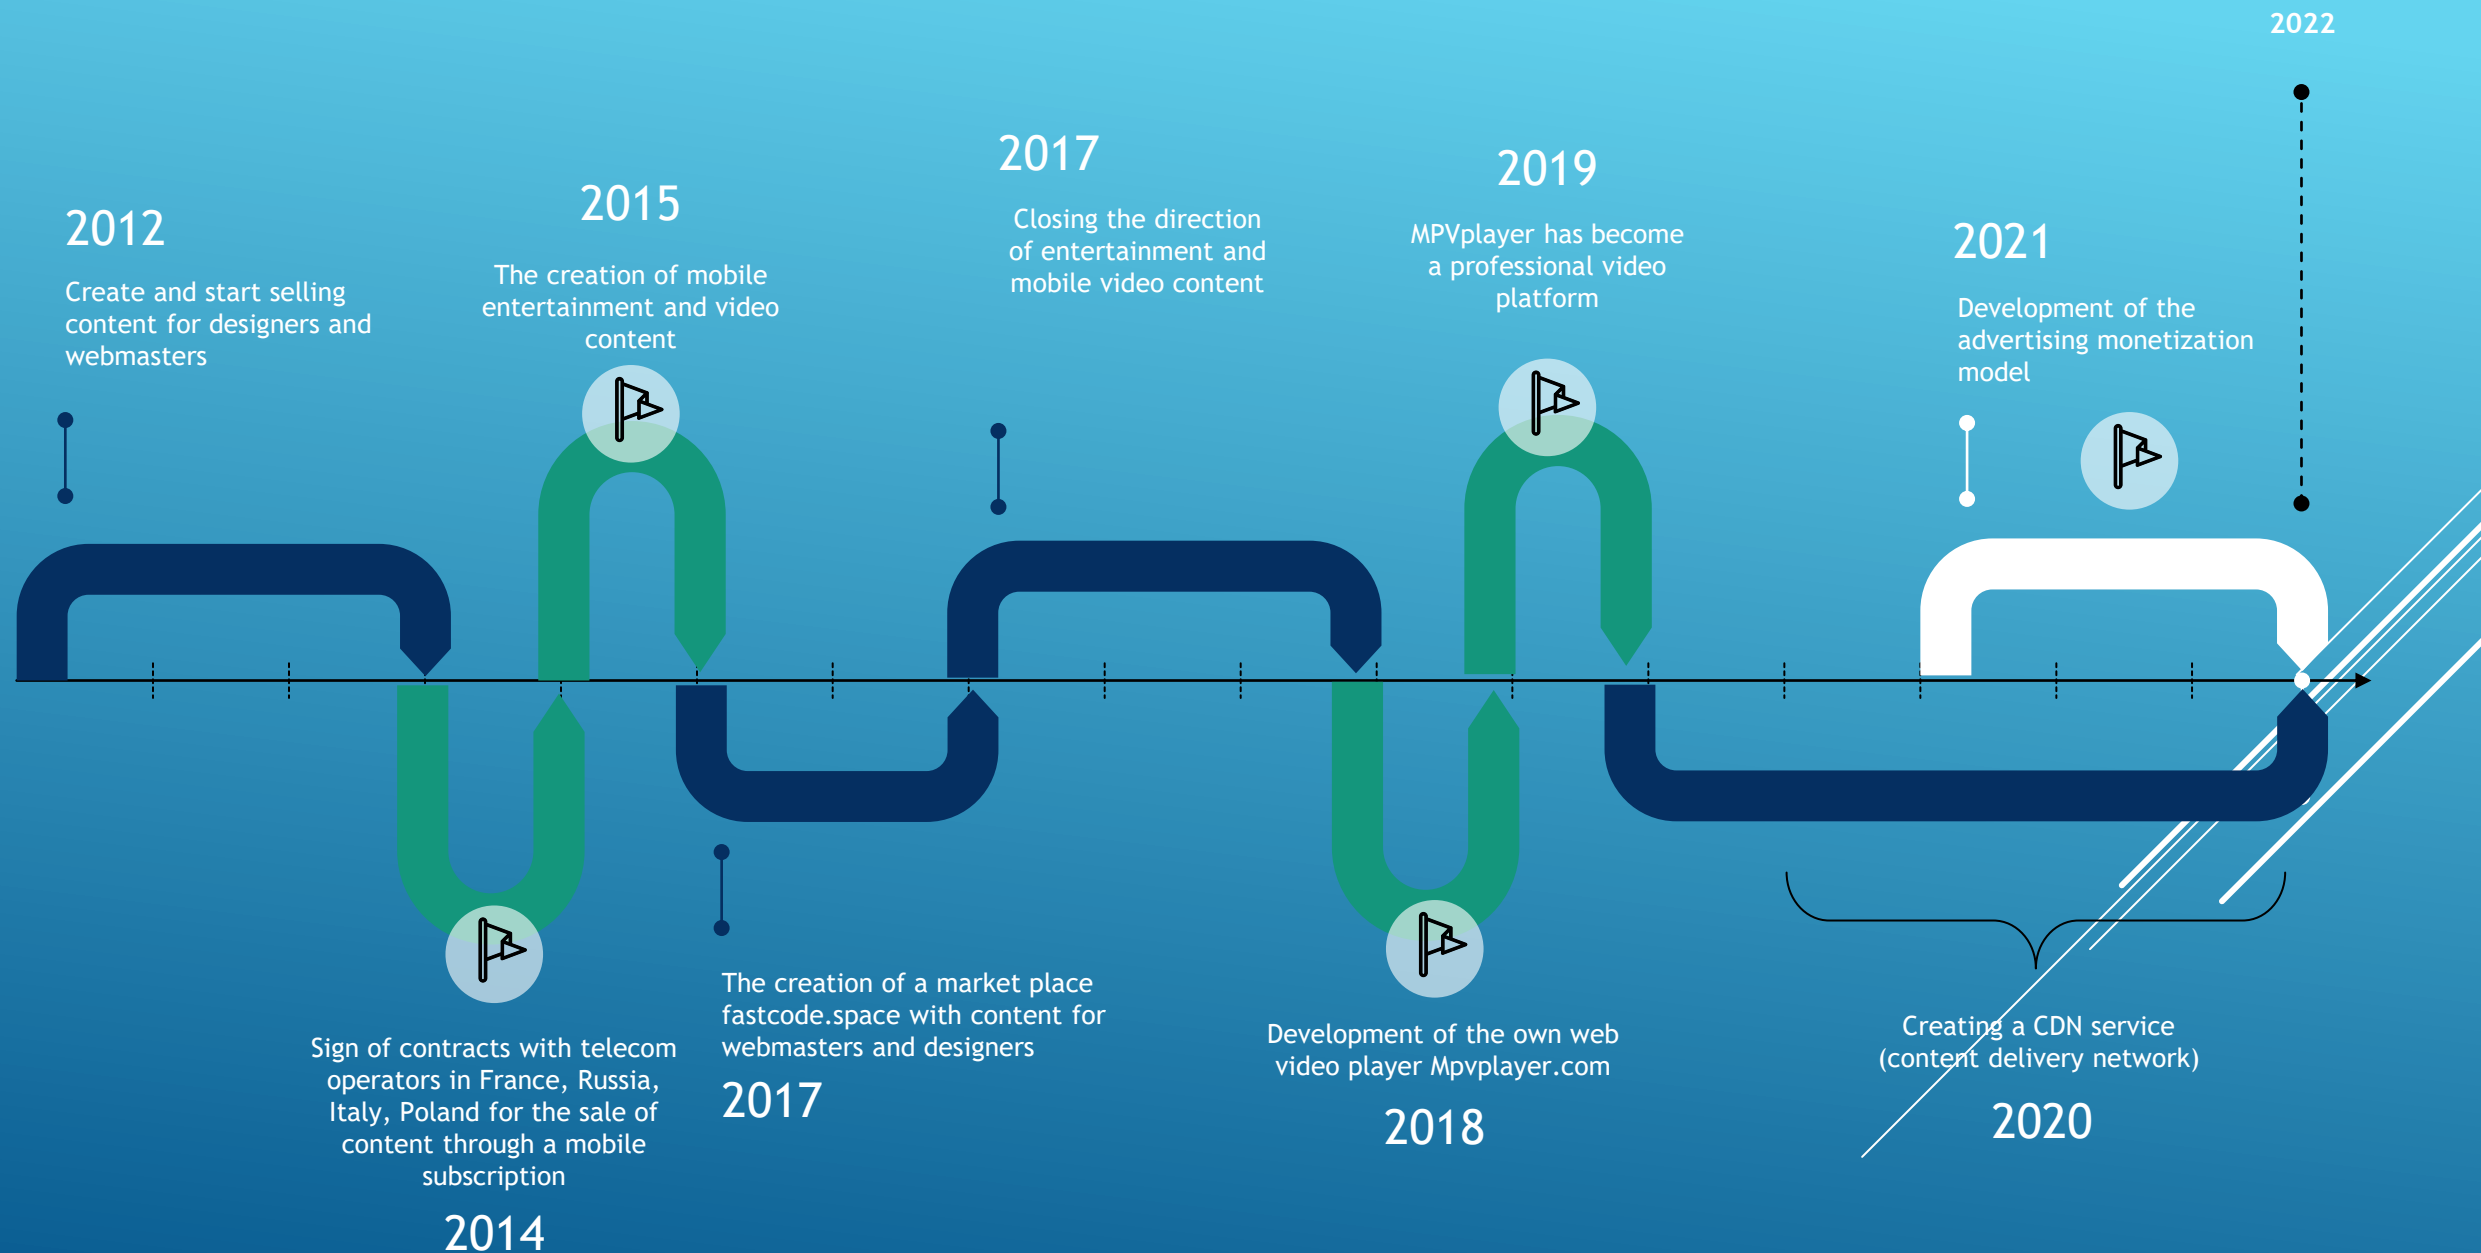 2022
2012
Create and start selling
content for designers and
webmasters
2015
The creation of mobile
entertainment and video
content
2017
Closing the direction
of entertainment and
mobile video content
2019
MPVplayer has become
a professional video
platform
2021
Development of the
advertising monetization
model
Sign of contracts with telecom
operators in France, Russia,
Italy, Poland for the sale of
content through a mobile
subscription
2014
The creation of a market place
fastcode.space with content for
webmasters and designers
2017
Development of the own web
video player Mpvplayer.com
2018
Creating a CDN service
(content delivery network)
2020